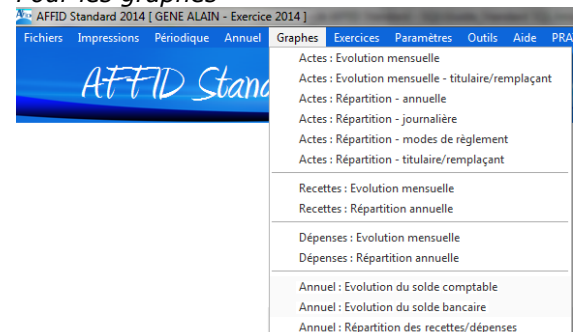 Pour les graphes
AFFID Standard 2014 [ GENE ALAIN - Exercice 2014 ]
Fichiers Impressions Périodique Annuel Graphes Exercices Paramètres Outils Aide PRA
AFFID Stand
Actes : Evolution mensuelle
Actes : Evolution mensuelle - titulaire/remplaçant
Actes : Répartition - annuelle
Actes : Répartition - journalière
Actes : Répartition - modes de règlement
Actes : Répartition - titulaire/remplaçant
Recettes : Evolution mensuelle
Recettes : Répartition annuelle
Dépenses : Evolution mensuelle
Dépenses : Répartition annuelle
Annuel : Evolution du solde comptable
Annuel : Evolution du solde bancaire
Annuel : Répartition des recettes/dépenses